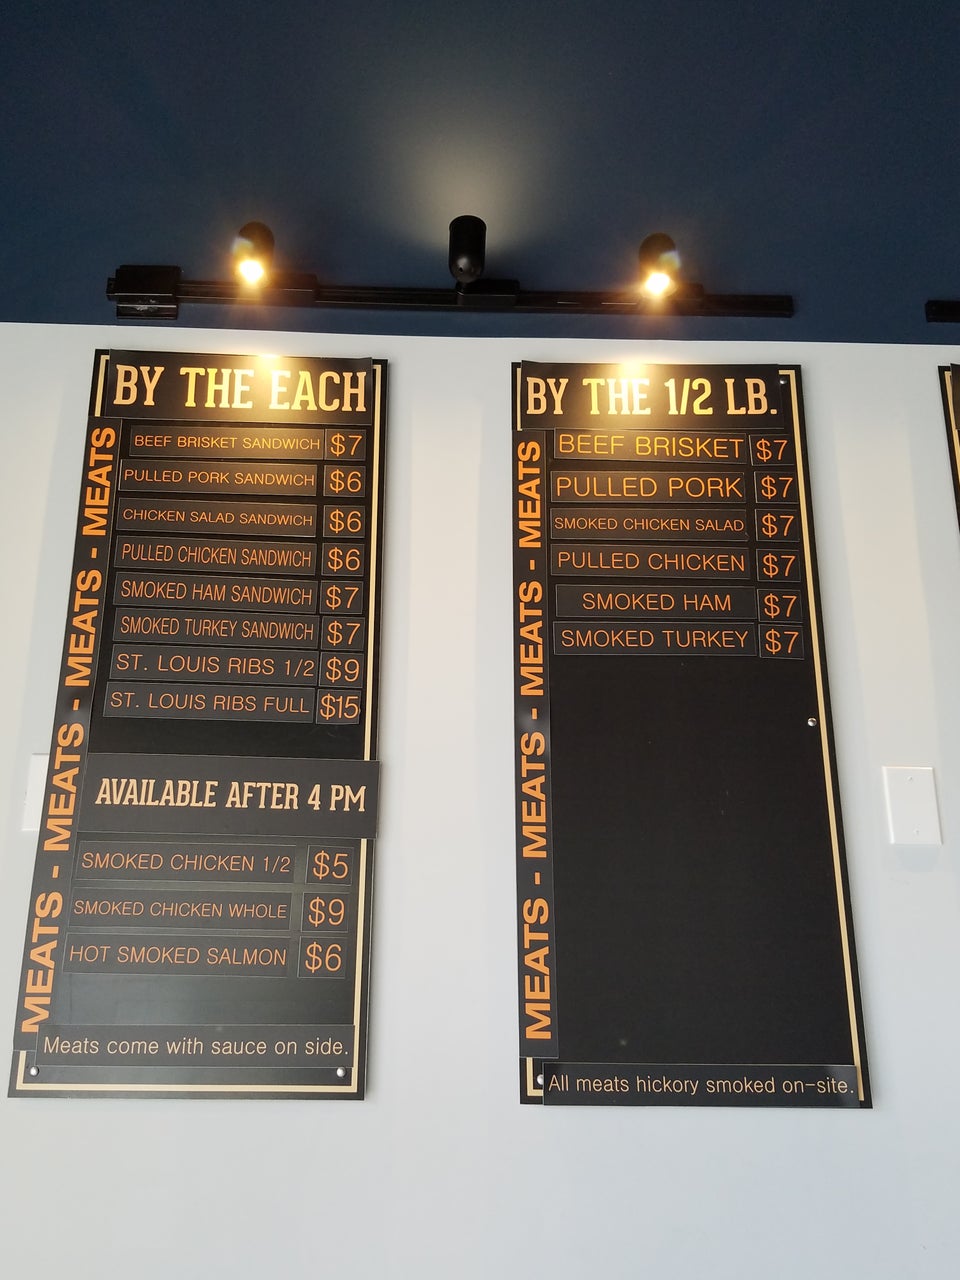 BY THE EACH
MEATS - MEATS - MEATS - MEATS
BEEF BRISKET SANDWICH $7
PULLED PORK SANDWICH $6
CHICKEN SALAD SANDWICH $6
PULLED CHICKEN SANDWICH $6
SMOKED HAM SANDWICH $7
SMOKED TURKEY SANDWICH $7
ST. LOUIS RIBS 1/2 $9
ST. LOUIS RIBS FULL $15
AVAILABLE AFTER 4 PM
SMOKED CHICKEN 1/2 $5
SMOKED CHICKEN WHOLE $9
HOT SMOKED SALMON $6
Meats come with sauce on side.
BY THE 1/2 LB.
MEATS - MEATS - MEATS - MEATS
BEEF BRISKET $7
PULLED PORK $7
SMOKED CHICKEN SALAD $7
PULLED CHICKEN $7
SMOKED HAM $7
SMOKED TURKEY $7
All meats hickory smoked on-site.